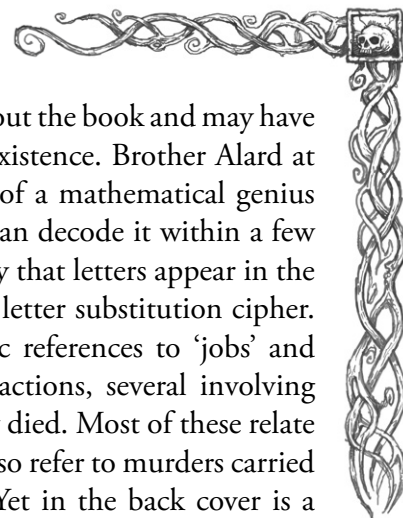 out the book and may have
xistence. Brother Alard at
of a mathematical genius
an decode it within a few
y that letters appear in the
letter substitution cipher.
c references to ‘jobs’ and
actions, several involving
died. Most of these relate
so refer to murders carried
Yet in the back cover is a